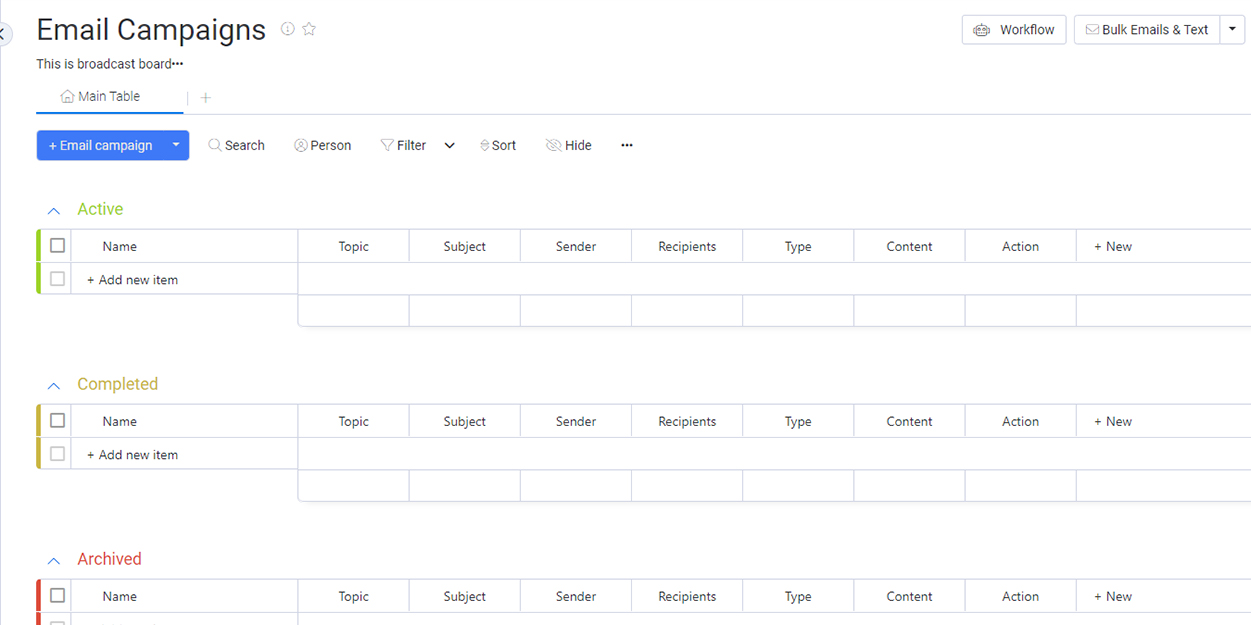 Email Campaigns
Workflow
Bulk Emails & Text
This is broadcast board•••
Main Table +
+ Email campaign Search Person Filter Sort Hide •••
Active
Name Topic Subject Sender Recipients Type Content Action + New
+ Add new item
Completed
Name Topic Subject Sender Recipients Type Content Action + New
+ Add new item
Archived
Name Topic Subject Sender Recipients Type Content Action + New